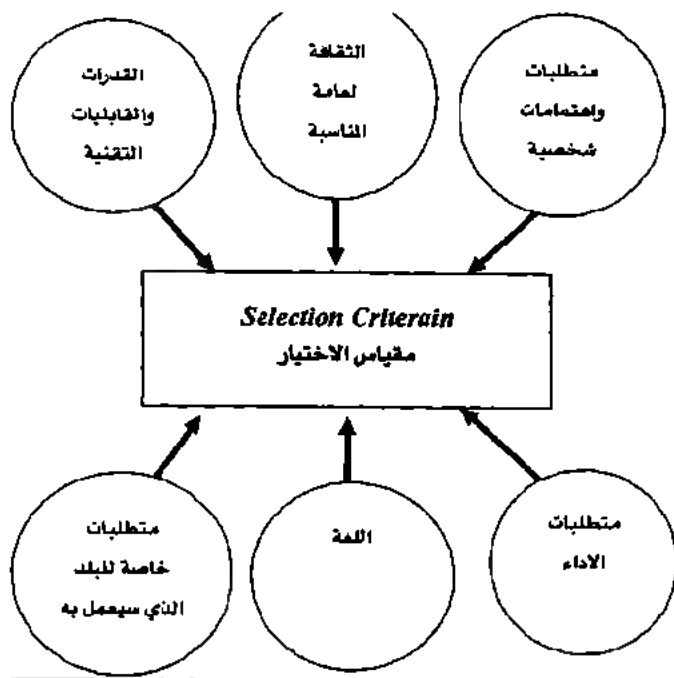 متطلبات
واهتمامات
شخصية
الثقافة
لعامة
المناسبة
القدرات
والقابليات
التقنية
Selection Criterain
مقياس الاختيار
متطلبات
الاداء
اللغة
متطلبات
خاصة للبلد
الذي سيعمل به